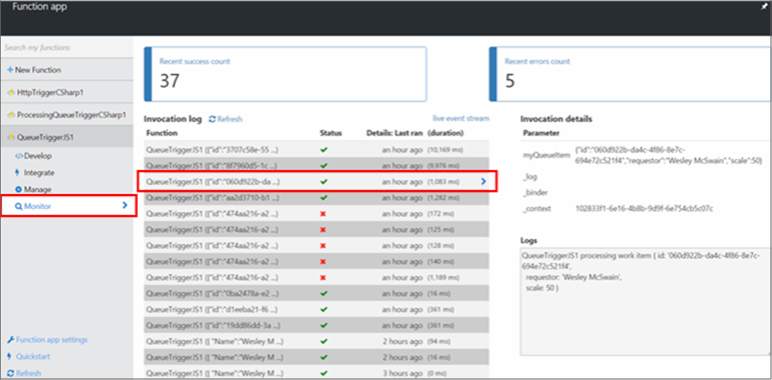 Function app
Search my functions
New Function
HttpTriggerCSharp1
ProcessingQueueTriggerCSharp1
QueueTriggerJS1
Develop
Integrate
Manage
Monitor
Function app settings
Quickstart
Refresh
Recent success count
37
Recent errors count
5
Invocation log Refresh live event stream
Function Status Details: Last ran (duration)
QueueTriggerJS1 ({"id":"3707c58e-55 ...) an hour ago (10,169 ms)
QueueTriggerJS1 ({"id":"8f7960d5-1c ...) an hour ago (9,976 ms)
QueueTriggerJS1 ({"id":"060d922b-da ...) an hour ago (1,083 ms)
QueueTriggerJS1 ({"id":"aa2d3710-b1 ...) an hour ago (1,282 ms)
QueueTriggerJS1 ({"id":"474aa216-a2 ...) an hour ago (172 ms)
QueueTriggerJS1 ({"id":"474aa216-a2 ...) an hour ago (125 ms)
QueueTriggerJS1 ({"id":"474aa216-a2 ...) an hour ago (128 ms)
QueueTriggerJS1 ({"id":"474aa216-a2 ...) an hour ago (140 ms)
QueueTriggerJS1 ({"id":"474aa216-a2 ...) an hour ago (1,189 ms)
QueueTriggerJS1 ({"id":"0ba2478a-e2 ...) an hour ago (16 ms)
QueueTriggerJS1 ({"id":"d1eeba21-f6 ...) an hour ago (361 ms)
QueueTriggerJS1 ({"id":"19dd86dd-3a ...) an hour ago (361 ms)
QueueTriggerJS1 ({ "Name":"Wesley M ...) 2 hours ago (94 ms)
QueueTriggerJS1 ({ "Name":"Wesley M ...) 2 hours ago (16 ms)
QueueTriggerJS1 ({ "Name":"Wesley M ...) 3 hours ago (0 ms)
Invocation details
Parameter
myQueueItem {"id":"060d922b-da4c-4f86-8e7c-
694e72c521f4","requestor":"Wesley McSwain","scale":50}
_log
_binder
_context 102833f1-6e16-4b8b-9d9f-6e754cb5c07c
Logs
QueueTriggerJS1 processing work item { id: '060d922b-da4c-4f86-8e7c-
694e72c521f4',
requestor: 'Wesley McSwain',
scale: 50 }